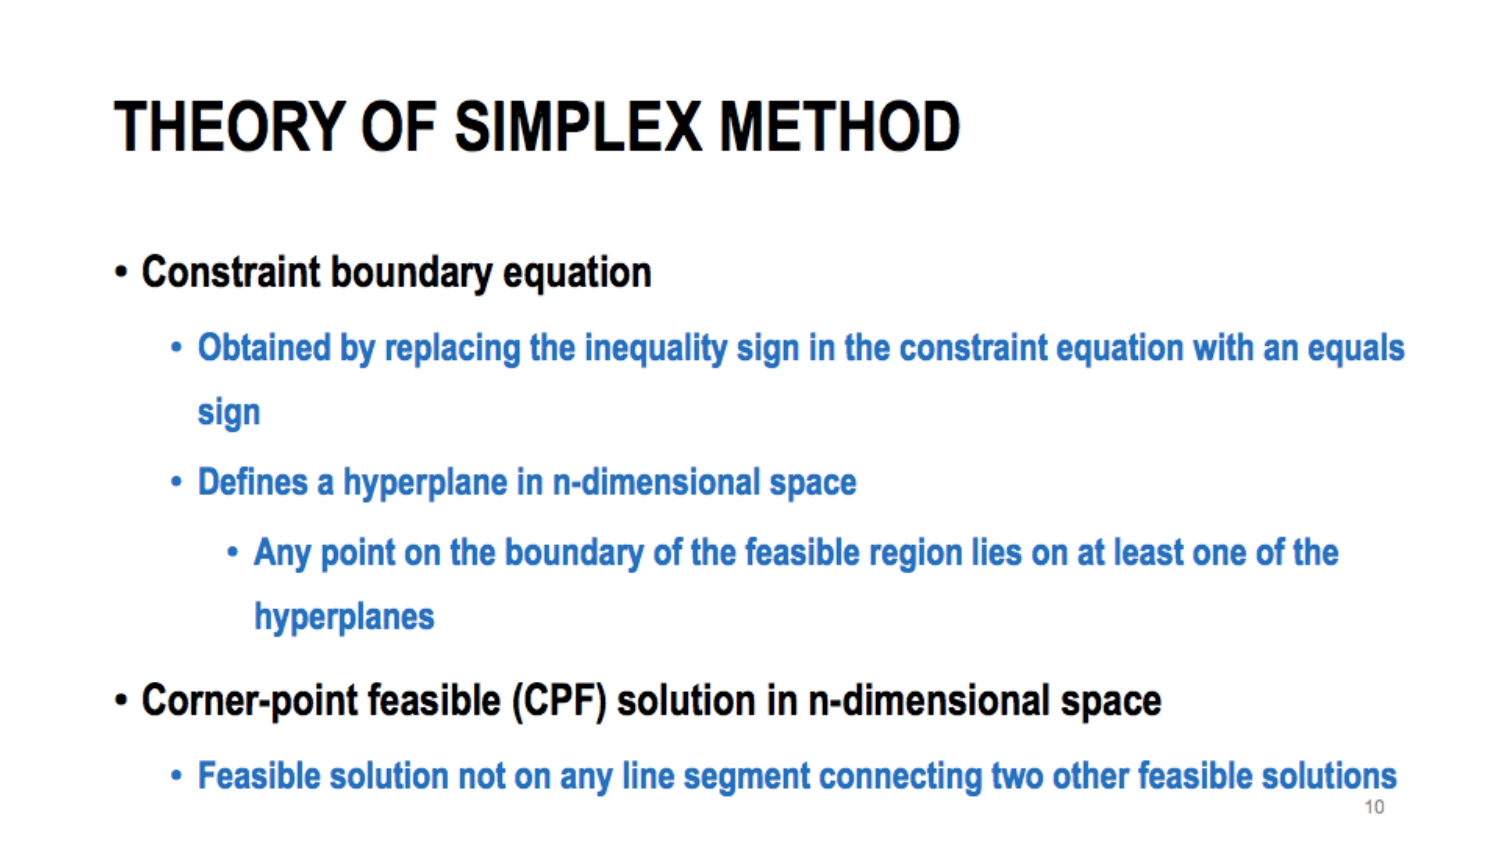 THEORY OF SIMPLEX METHOD
• Constraint boundary equation
• Obtained by replacing the inequality sign in the constraint equation with an equals
sign
• Defines a hyperplane in n-dimensional space
• Any point on the boundary of the feasible region lies on at least one of the
hyperplanes
• Corner-point feasible (CPF) solution in n-dimensional space
• Feasible solution not on any line segment connecting two other feasible solutions
10